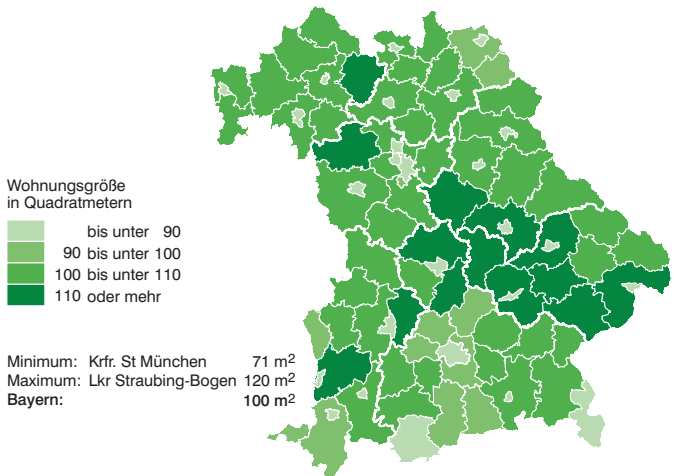 Wohnungsgröße
in Quadratmetern
bis unter 90
90 bis unter 100
100 bis unter 110
110 oder mehr
Minimum: Krfr. St München 71 m²
Maximum: Lkr Straubing-Bogen 120 m²
Bayern: 100 m²